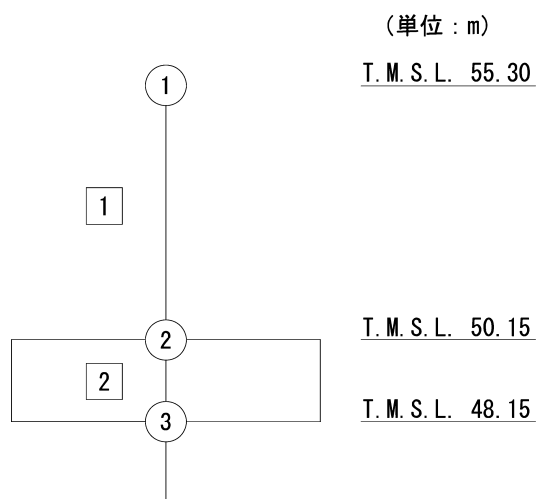 (単位:m)
① T.M.S.L. 55.30
1
② T.M.S.L. 50.15
2
③ T.M.S.L. 48.15